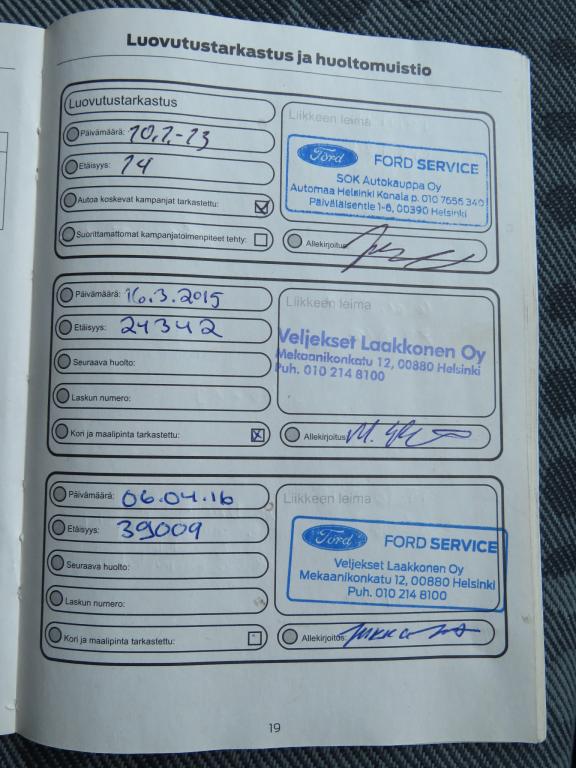 Luovutustarkastus ja huoltomuistio
Luovutustarkastus
Päivämäärä: 10.1.-13
Etäisyys: 14
Autoa koskevat kampanjat tarkastettu:
Suorittamattomat kampanjatoimenpiteet tehty:
Liikkeen leima
Ford FORD SERVICE
SOK Autokauppa Oy
Automaa Helsinki Konala p. 010 7656 340
Päiväläisentie 1-6, 00390 Helsinki
Allekirjoitus:
Päivämäärä: 16.3.2015
Etäisyys: 24342
Seuraava huolto:
Laskun numero:
Kori ja maalipinta tarkastettu: x
Liikkeen leima
Veljekset Laakkonen Oy
Mekaanikonkatu 12, 00880 Helsinki
Puh. 010 214 8100
Allekirjoitus:
Päivämäärä: 06.04.16
Etäisyys: 39009
Seuraava huolto:
Laskun numero:
Kori ja maalipinta tarkastettu:
Liikkeen leima
Ford FORD SERVICE
Veljekset Laakkonen Oy
Mekaanikonkatu 12, 00880 Helsinki
Puh. 010 214 8100
Allekirjoitus:
19